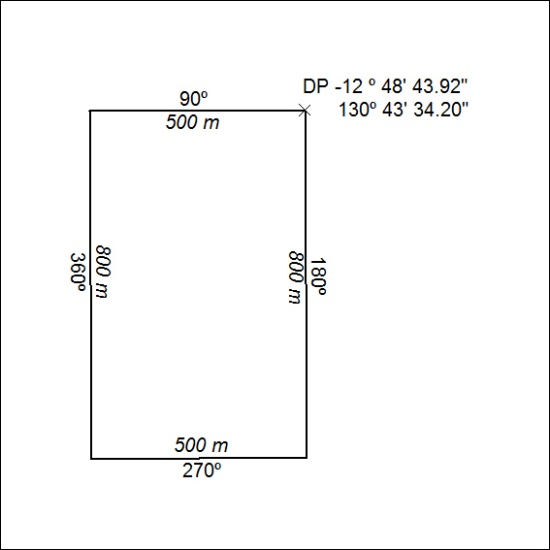 DP -12 º 48' 43.92"
130º 43' 34.20"
90º
500 m
360º
800 m
800 m
180º
500 m
270º